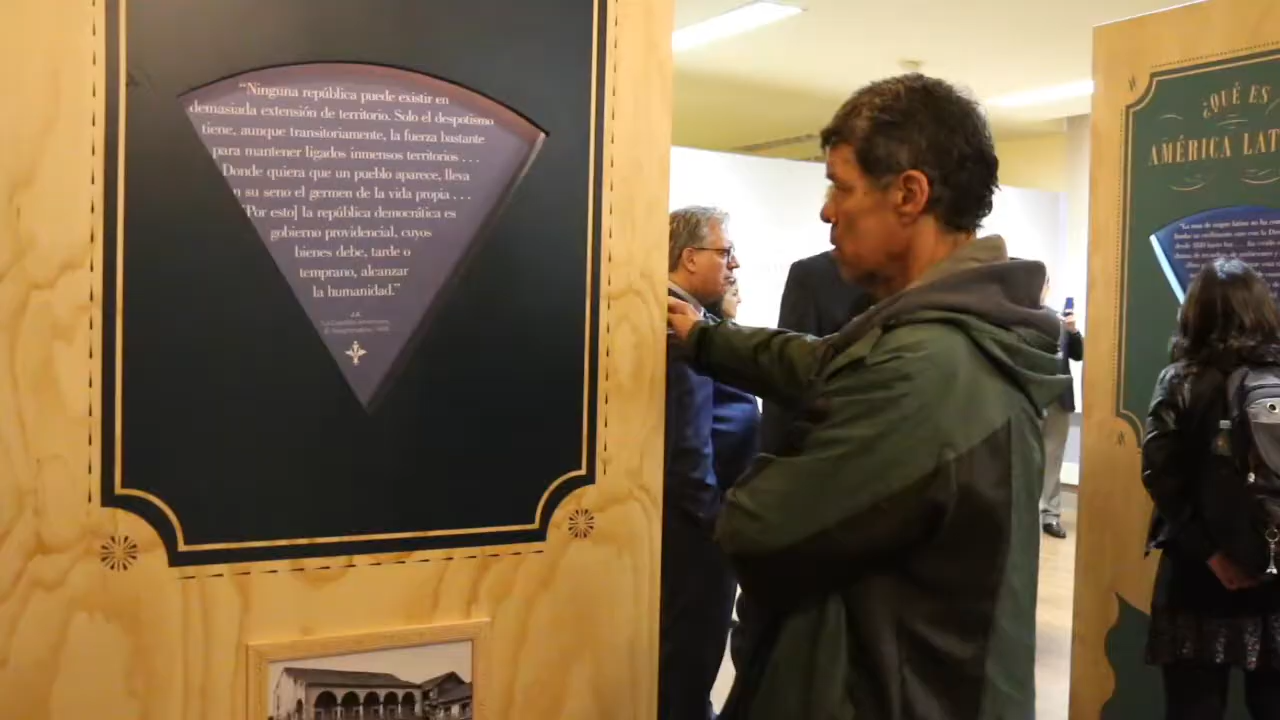 “Ninguna república puede existir en
demasiada extensión de territorio. Solo el despotismo
tiene, aunque transitoriamente, la fuerza bastante
para mantener ligados inmensos territorios . . .
Donde quiera que un pueblo aparece, lleva
n su seno el germen de la vida propia . . .
[Por esto] la república democrática es
gobierno providencial, cuyos
bienes debe, tarde o
temprano, alcanzar
la humanidad.”
¿QUÉ ES
AMÉRICA LAT